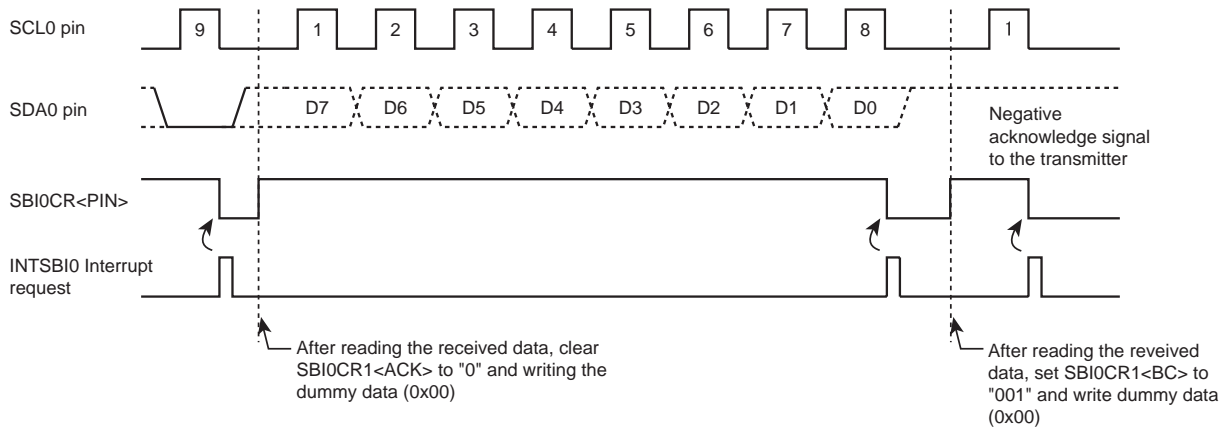 SCL0 pin
9 1 2 3 4 5 6 7 8 1
SDA0 pin
D7 D6 D5 D4 D3 D2 D1 D0
Negative
acknowledge signal
to the transmitter
SBI0CR<PIN>
INTSBI0 Interrupt
request
After reading the received data, clear
SBI0CR1<ACK> to "0" and writing the
dummy data (0x00)
After reading the reveived
data, set SBI0CR1<BC> to
"001" and write dummy data
(0x00)